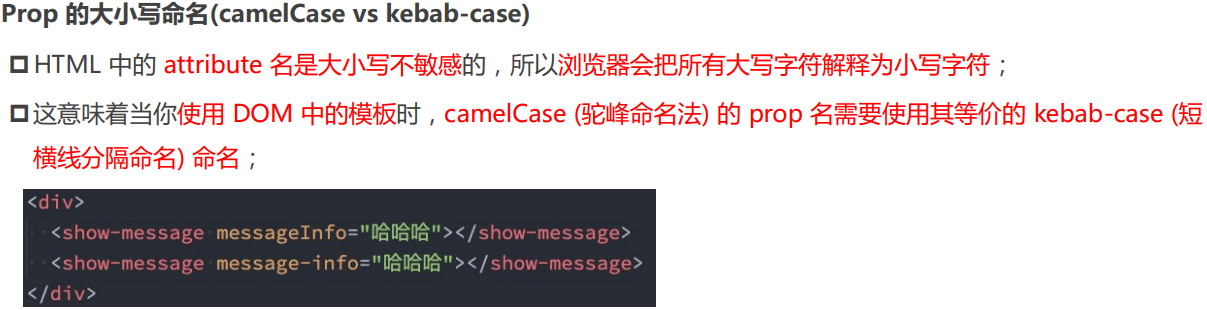 Prop 的大小写命名(camelCase vs kebab-case)
HTML 中的 attribute 名是大小写不敏感的，所以浏览器会把所有大写字符解释为小写字符；
这意味着当你使用 DOM 中的模板时，camelCase (驼峰命名法) 的 prop 名需要使用其等价的 kebab-case (短
横线分隔命名) 命名；
<div>
<show-message messageInfo="哈哈哈"></show-message>
<show-message message-info="哈哈哈"></show-message>
</div>